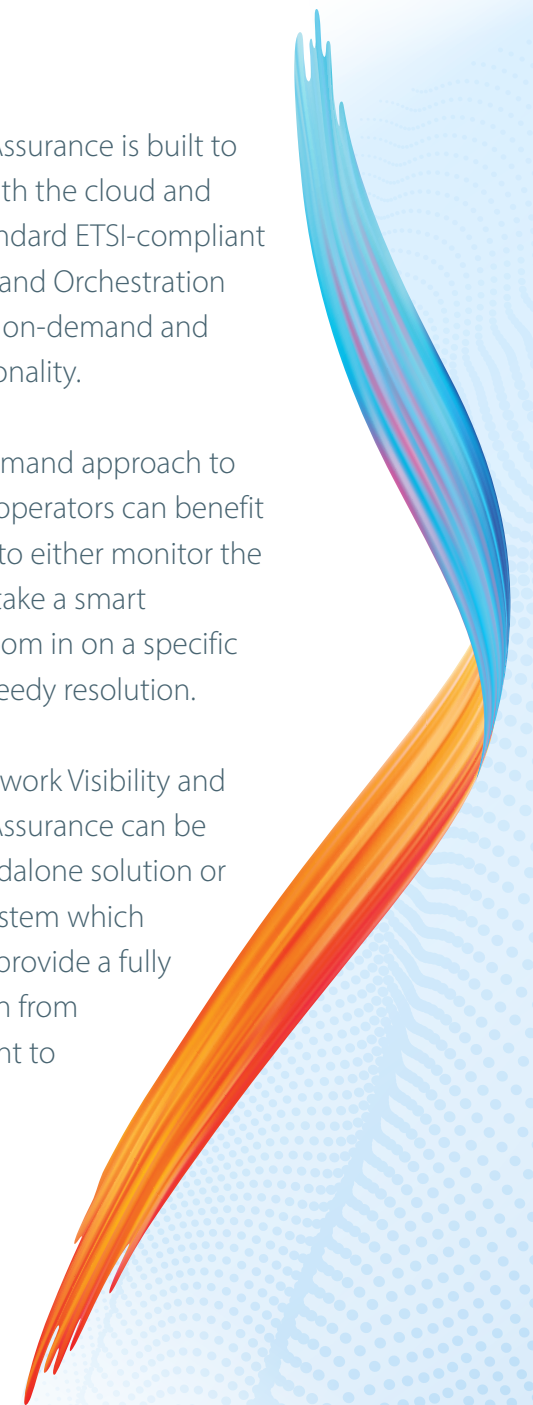 Assurance is built to
th the cloud and
ndard ETSI-compliant
and Orchestration
on-demand and
onality.
mand approach to
operators can benefit
to either monitor the
take a smart
om in on a specific
eedy resolution.
work Visibility and
Assurance can be
dalone solution or
stem which
provide a fully
n from
nt to